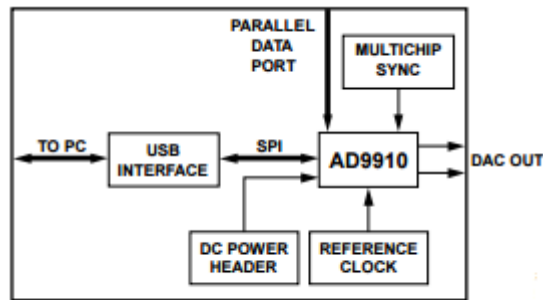 PARALLEL
DATA
PORT
MULTICHIP
SYNC
TO PC
USB
INTERFACE
SPI
AD9910
DAC OUT
DC POWER
HEADER
REFERENCE
CLOCK